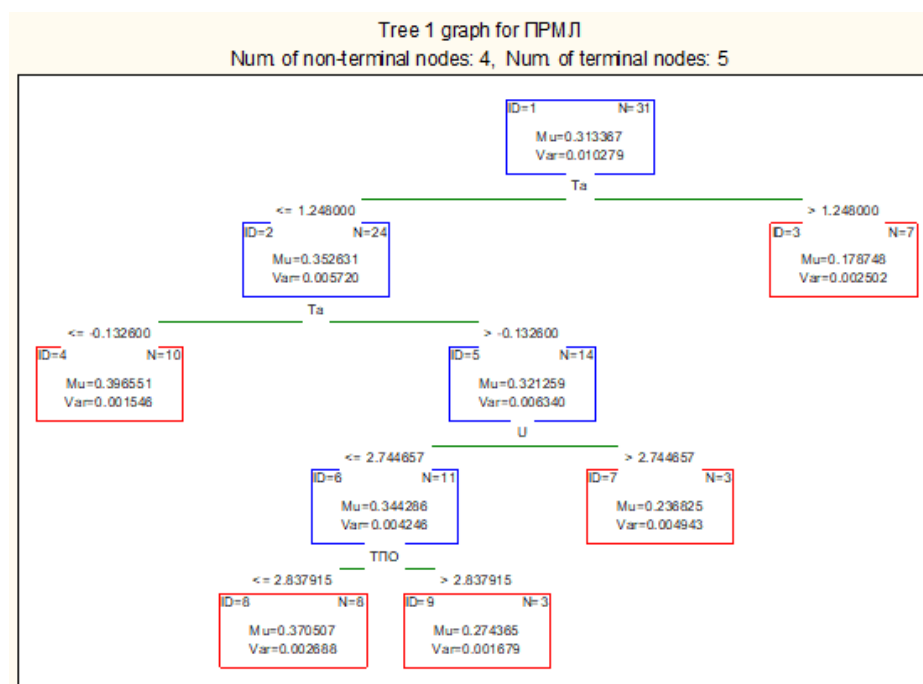 Tree 1 graph for ПРМЛ
Num. of non-terminal nodes: 4, Num. of terminal nodes: 5
ID=1 N=31
Mu=0.313367
Var=0.010279
Ta
<= 1.248000 > 1.248000
ID=2 N=24 ID=3 N=7
Mu=0.352631 Mu=0.178748
Var=0.005720 Var=0.002502
Ta
<= -0.132600 > -0.132600
ID=4 N=10 ID=5 N=14
Mu=0.396551 Mu=0.321259
Var=0.001546 Var=0.006340
U
<= 2.744657 > 2.744657
ID=6 N=11 ID=7 N=3
Mu=0.344286 Mu=0.236825
Var=0.004246 Var=0.004943
ТПО
<= 2.837915 > 2.837915
ID=8 N=8 ID=9 N=3
Mu=0.370507 Mu=0.274365
Var=0.002688 Var=0.001679